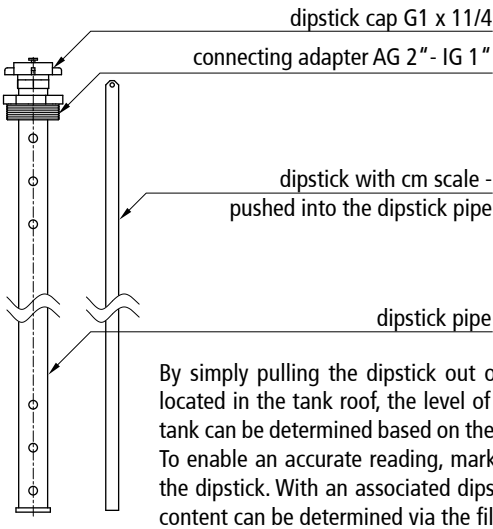 dipstick cap G1 x 11/4
connecting adapter AG 2“- IG 1“
dipstick with cm scale -
pushed into the dipstick pipe
dipstick pipe
By simply pulling the dipstick out o
located in the tank roof, the level of
tank can be determined based on the
To enable an accurate reading, mark
the dipstick. With an associated dips
content can be determined via the fil